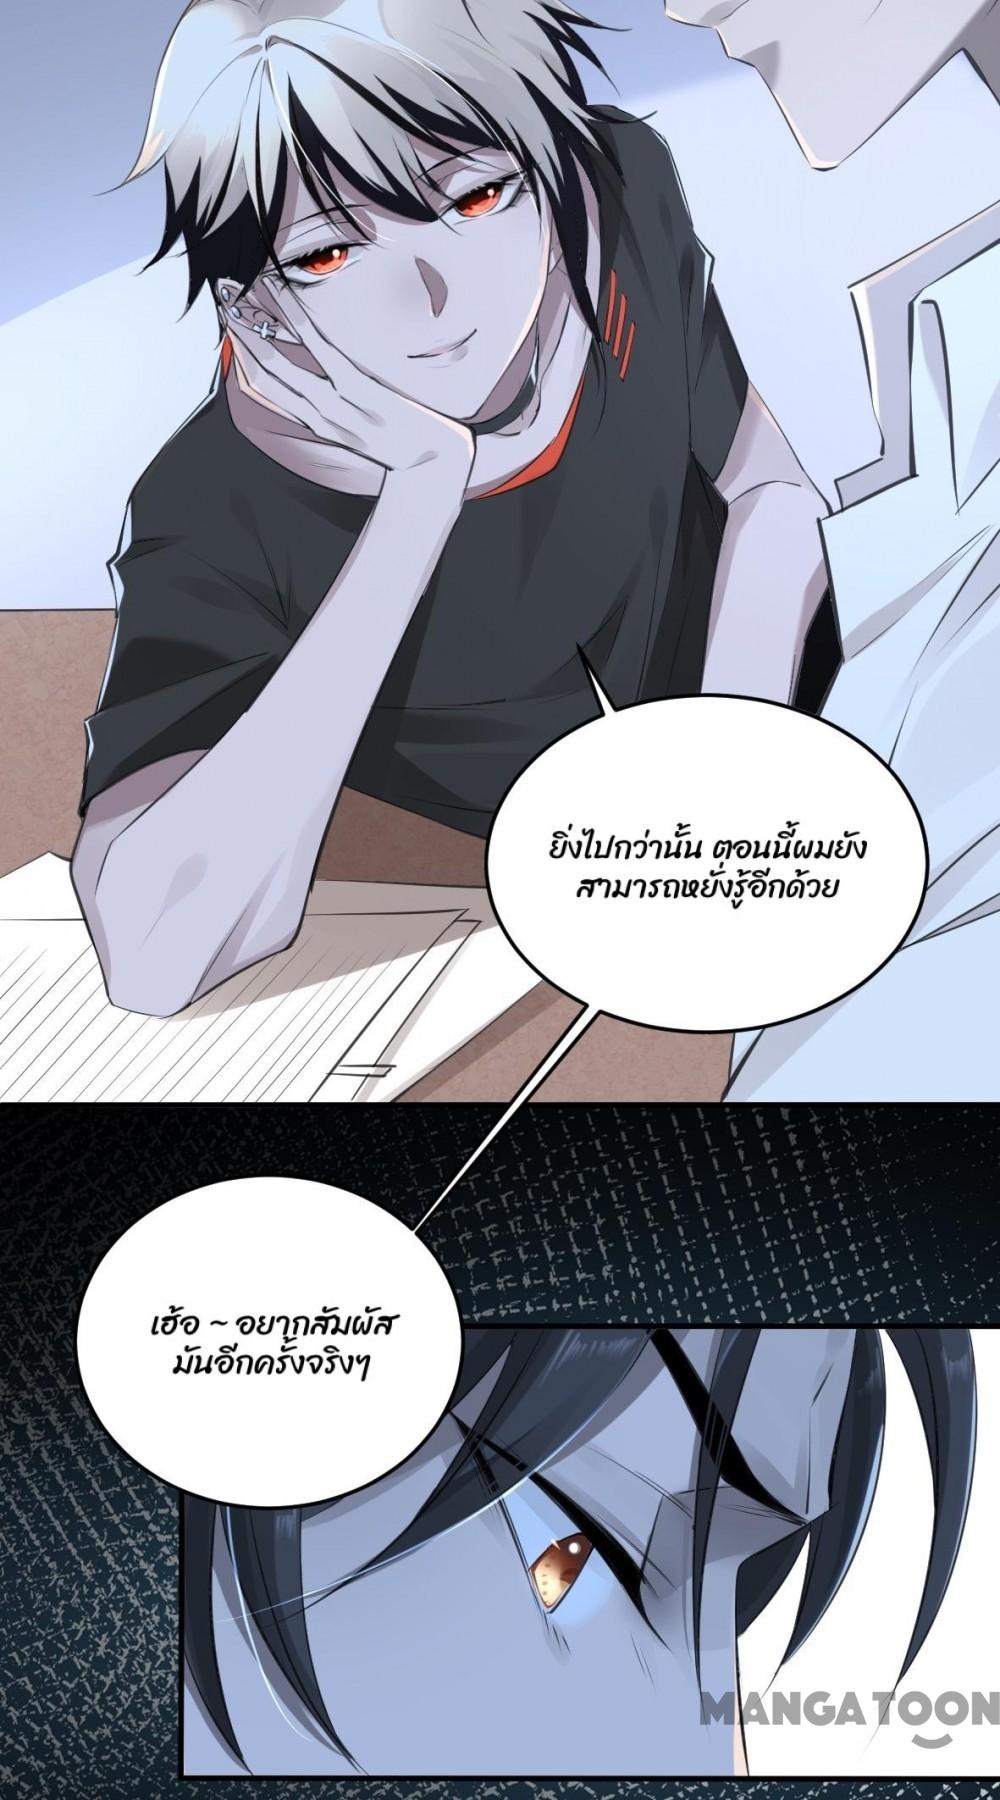 ยิ่งไปกว่านั้น ตอนนี้ผมยัง
สามารถหยั่งรู้อีกด้วย
เฮ้อ ~ อยากสัมผัส
มันอีกครั้งจริงๆ
MANGATOON